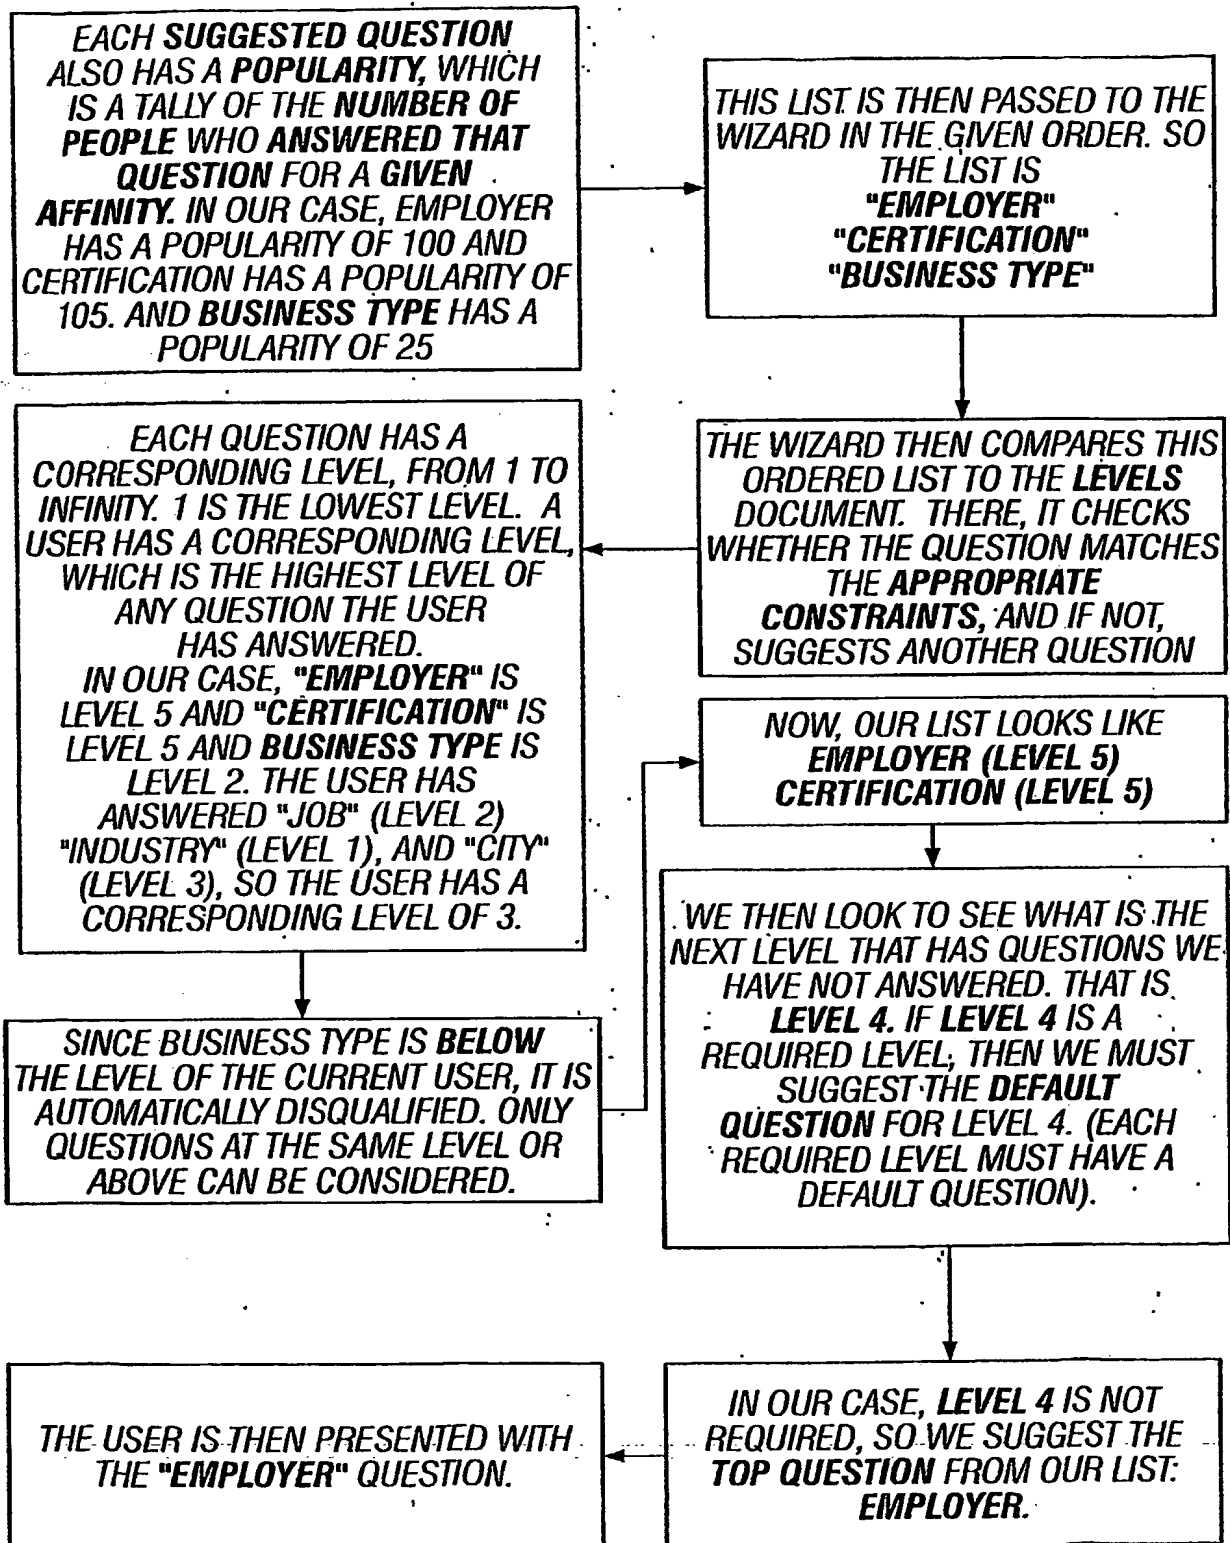 EACH SUGGESTED QUESTION
ALSO HAS A POPULARITY, WHICH
IS A TALLY OF THE NUMBER OF
PEOPLE WHO ANSWERED THAT
QUESTION FOR A GIVEN
AFFINITY. IN OUR CASE, EMPLOYER
HAS A POPULARITY OF 100 AND
CERTIFICATION HAS A POPULARITY OF
105. AND BUSINESS TYPE HAS A
POPULARITY OF 25
THIS LIST IS THEN PASSED TO THE
WIZARD IN THE GIVEN ORDER. SO
THE LIST IS
"EMPLOYER"
"CERTIFICATION"
"BUSINESS TYPE"
THE WIZARD THEN COMPARES THIS
ORDERED LIST TO THE LEVELS
DOCUMENT. THERE, IT CHECKS
WHETHER THE QUESTION MATCHES
THE APPROPRIATE
CONSTRAINTS, AND IF NOT,
SUGGESTS ANOTHER QUESTION
EACH QUESTION HAS A
CORRESPONDING LEVEL, FROM 1 TO
INFINITY. 1 IS THE LOWEST LEVEL. A
USER HAS A CORRESPONDING LEVEL,
WHICH IS THE HIGHEST LEVEL OF
ANY QUESTION THE USER
HAS ANSWERED.
IN OUR CASE, "EMPLOYER" IS
LEVEL 5 AND "CERTIFICATION" IS
LEVEL 5 AND BUSINESS TYPE IS
LEVEL 2. THE USER HAS
ANSWERED "JOB" (LEVEL 2)
"INDUSTRY" (LEVEL 1), AND "CITY"
(LEVEL 3), SO THE USER HAS A
CORRESPONDING LEVEL OF 3.
SINCE BUSINESS TYPE IS BELOW
THE LEVEL OF THE CURRENT USER, IT IS
AUTOMATICALLY DISQUALIFIED. ONLY
QUESTIONS AT THE SAME LEVEL OR
ABOVE CAN BE CONSIDERED.
NOW, OUR LIST LOOKS LIKE
EMPLOYER (LEVEL 5)
CERTIFICATION (LEVEL 5)
WE THEN LOOK TO SEE WHAT IS THE
NEXT LEVEL THAT HAS QUESTIONS WE
HAVE NOT ANSWERED. THAT IS
LEVEL 4. IF LEVEL 4 IS A
REQUIRED LEVEL, THEN WE MUST
SUGGEST THE DEFAULT
QUESTION FOR LEVEL 4. (EACH
REQUIRED LEVEL MUST HAVE A
DEFAULT QUESTION).
IN OUR CASE, LEVEL 4 IS NOT
REQUIRED, SO WE SUGGEST THE
TOP QUESTION FROM OUR LIST:
EMPLOYER.
THE USER IS THEN PRESENTED WITH
THE "EMPLOYER" QUESTION.